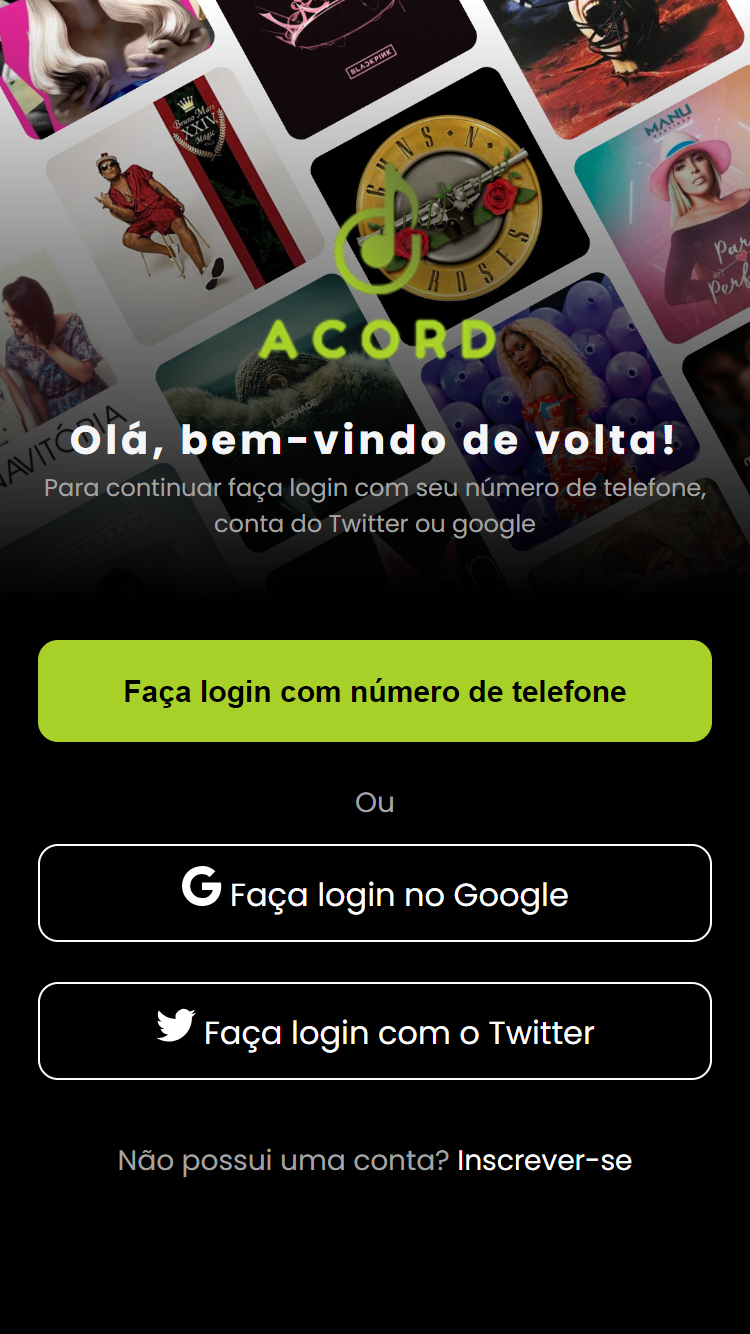 BLACKPIИK
Bruno Mars
XXIV
Magic
MANU
GUNS · N ·
ROSES
Par
Perf
ACORD
LEMONADE
NAVITÓRIA
Olá, bem-vindo de volta!
Para continuar faça login com seu número de telefone,
conta do Twitter ou google
Faça login com número de telefone
Ou
G Faça login no Google
Faça login com o Twitter
Não possui uma conta? Inscrever-se